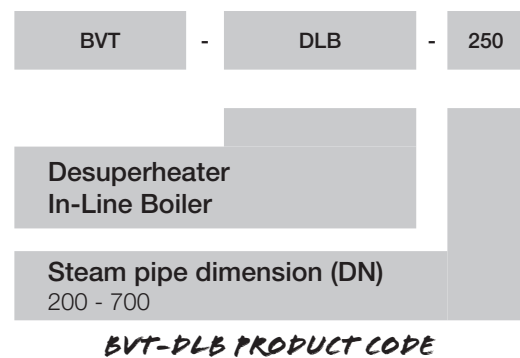 BVT - DLB - 250
Desuperheater
In-Line Boiler
Steam pipe dimension (DN)
200 - 700
BVT-DLB PRODUCT CODE